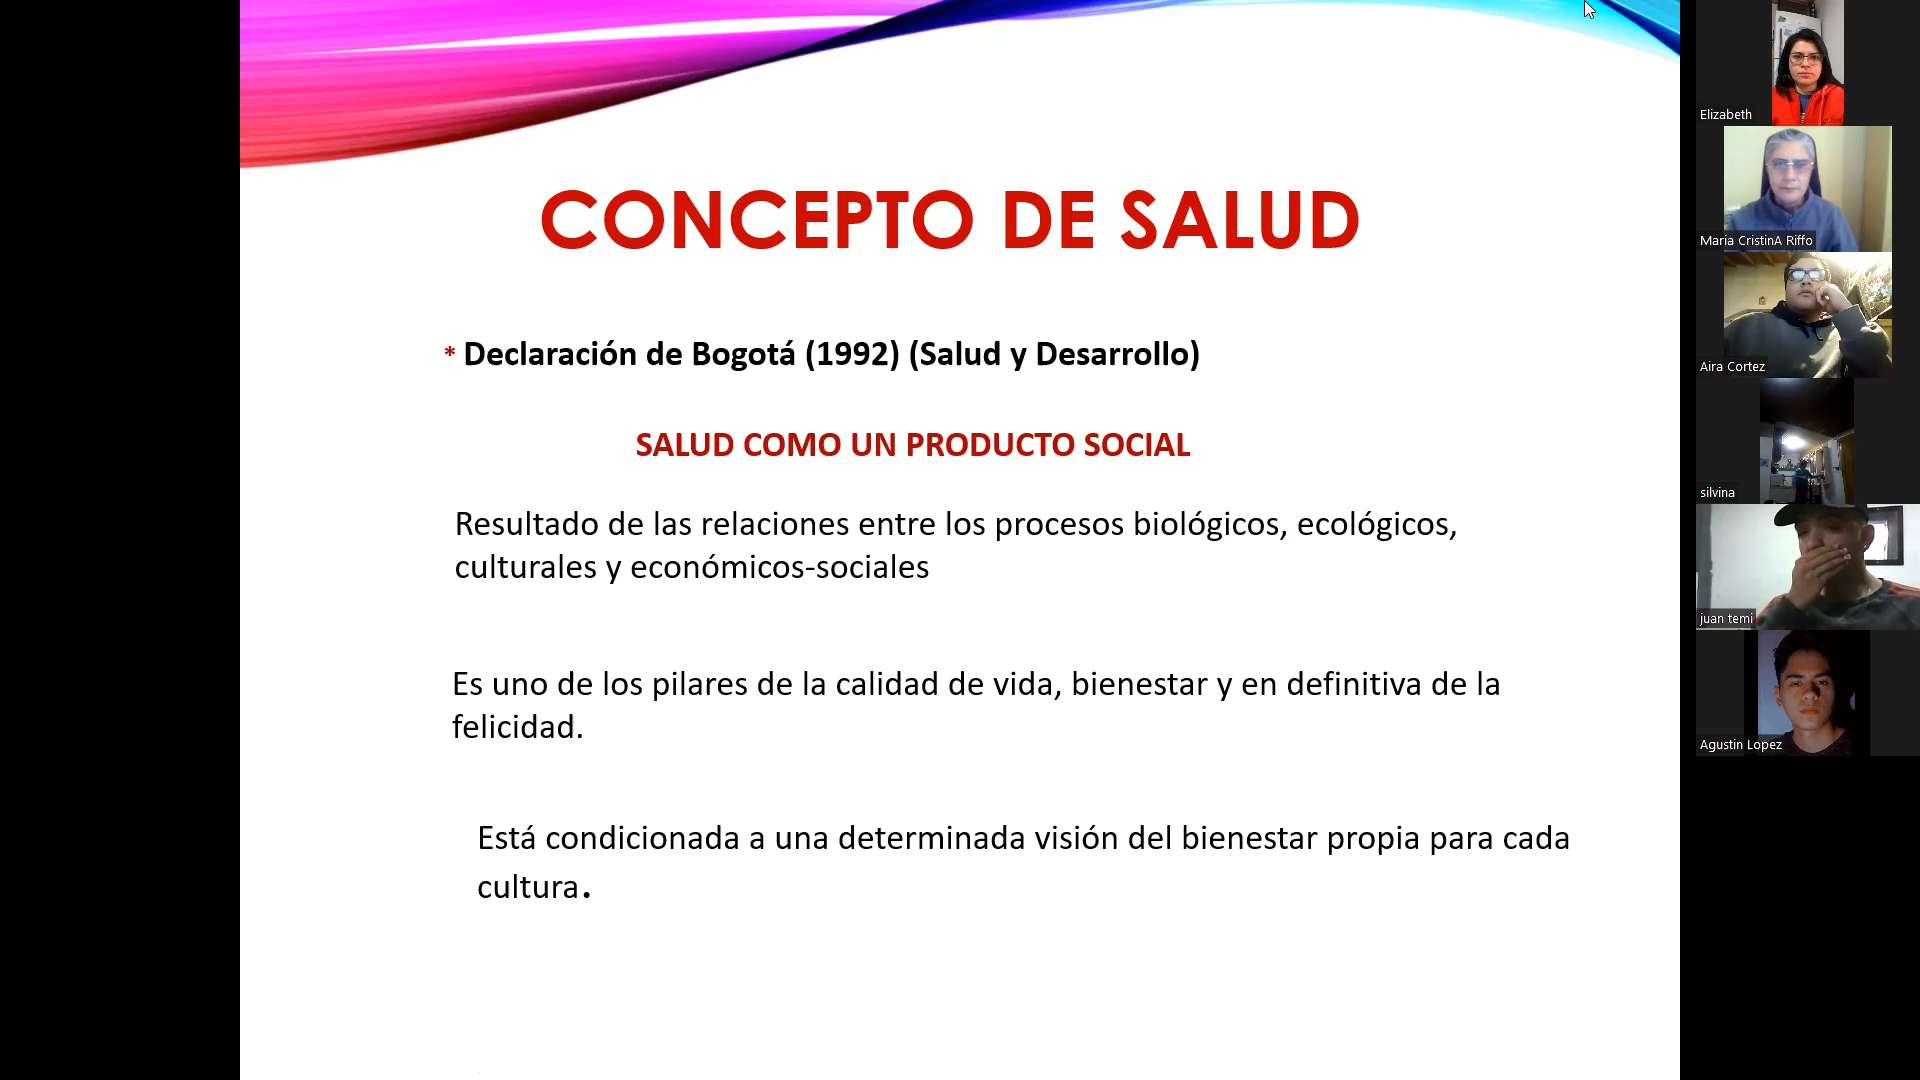 CONCEPTO DE SALUD
* Declaración de Bogotá (1992) (Salud y Desarrollo)
SALUD COMO UN PRODUCTO SOCIAL
Resultado de las relaciones entre los procesos biológicos, ecológicos,
culturales y económicos-sociales
Es uno de los pilares de la calidad de vida, bienestar y en definitiva de la
felicidad.
Está condicionada a una determinada visión del bienestar propia para cada
cultura.
Elizabeth
Maria CristinA Riffo
Aira Cortez
silvina
juan temi
Agustin Lopez